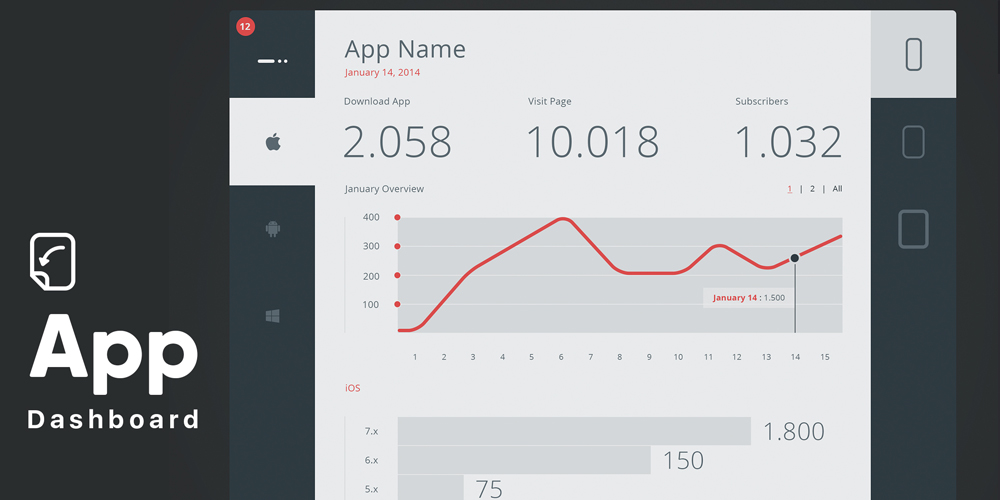 12
App Name
January 14, 2014
Download App Visit Page Subscribers
2.058 10.018 1.032
January Overview 1 | 2 | All
400
300
200
100
January 14 : 1.500
1 2 3 4 5 6 7 8 9 10 11 12 13 14 15
iOS
7.x 1.800
6.x 150
5.x 75
App
Dashboard